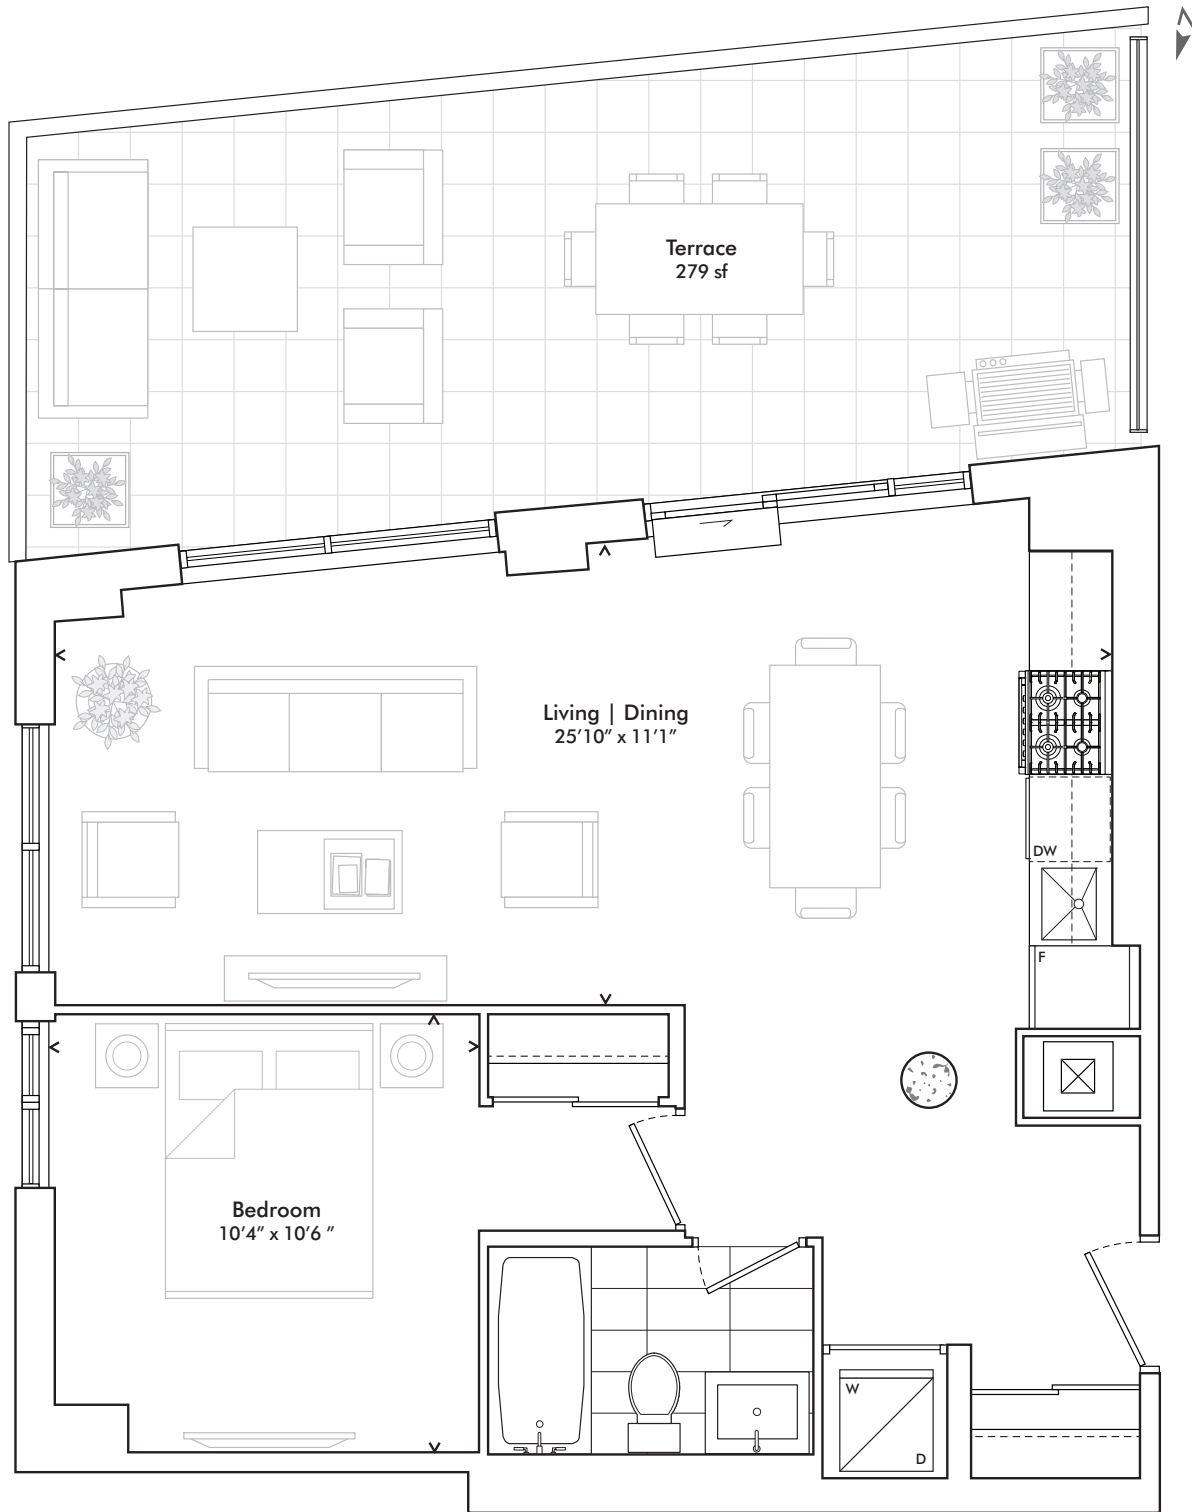 Terrace
279 sf
Living | Dining
25’10” x 11’1”
DW
F
Bedroom
10’4” x 10’6 ”
W
D